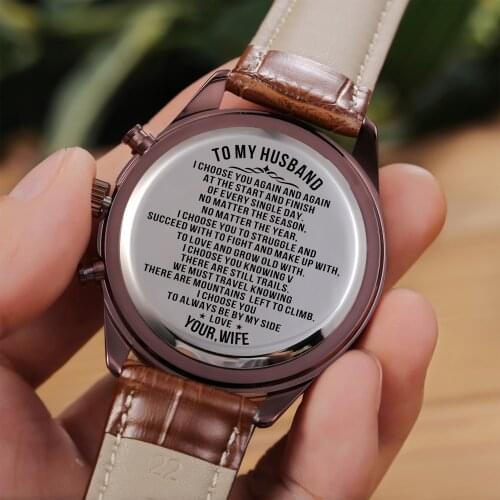 TO MY HUSBAND
I CHOOSE YOU AGAIN AND AGAIN
AT THE START AND FINISH
OF EVERY SINGLE DAY.
NO MATTER THE SEASON.
NO MATTER THE YEAR.
I CHOOSE YOU TO STRUGGLE AND
SUCCEED WITH TO FIGHT AND MAKE UP WITH,
TO LOVE AND GROW OLD WITH.
I CHOOSE YOU KNOWING V
THERE ARE STILL TRAILS.
WE MUST TRAVEL KNOWING
THERE ARE MOUNTAINS LEFT TO CLIMB.
I CHOOSE YOU
TO ALWAYS BE BY MY SIDE
★ LOVE ★
YOUR, WIFE
22